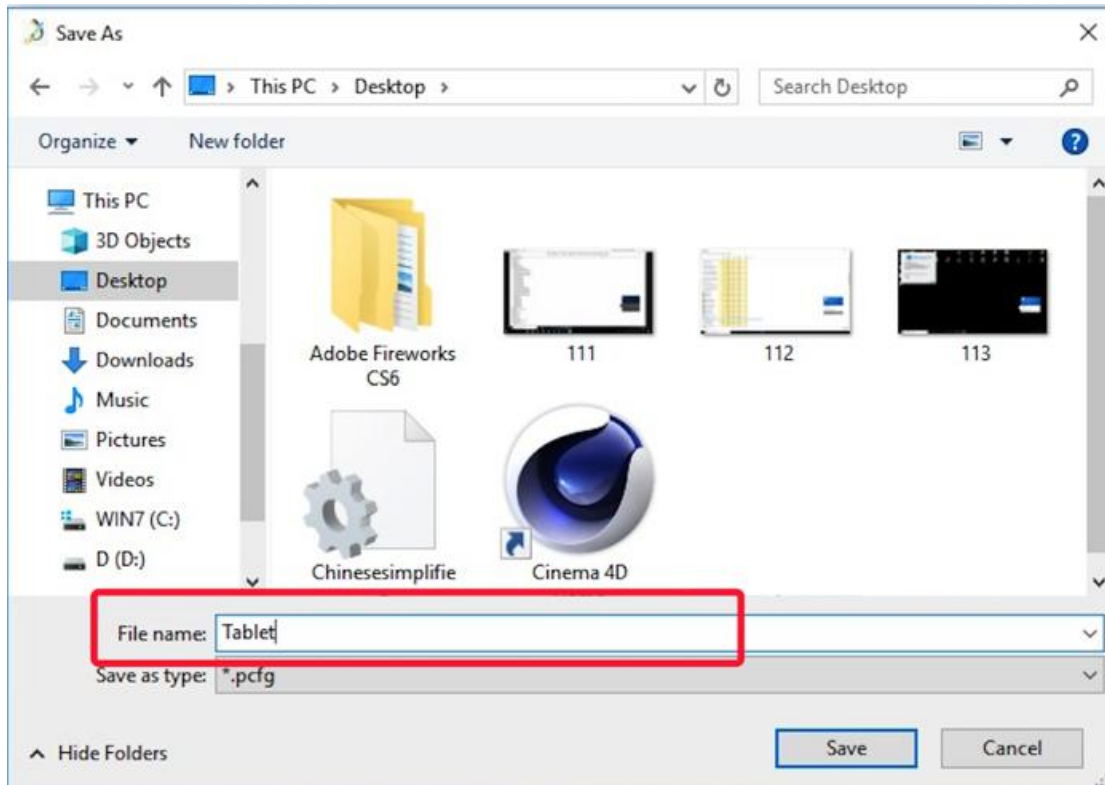 Save As
This PC > Desktop >
Search Desktop
Organize
New folder
This PC
3D Objects
Desktop
Documents
Downloads
Music
Pictures
Videos
WIN7 (C:)
D (D:)
Adobe Fireworks
CS6
111
112
113
Chinesesimplifie
Cinema 4D
File name: Tablet
Save as type: *.pcfg
Hide Folders
Save
Cancel